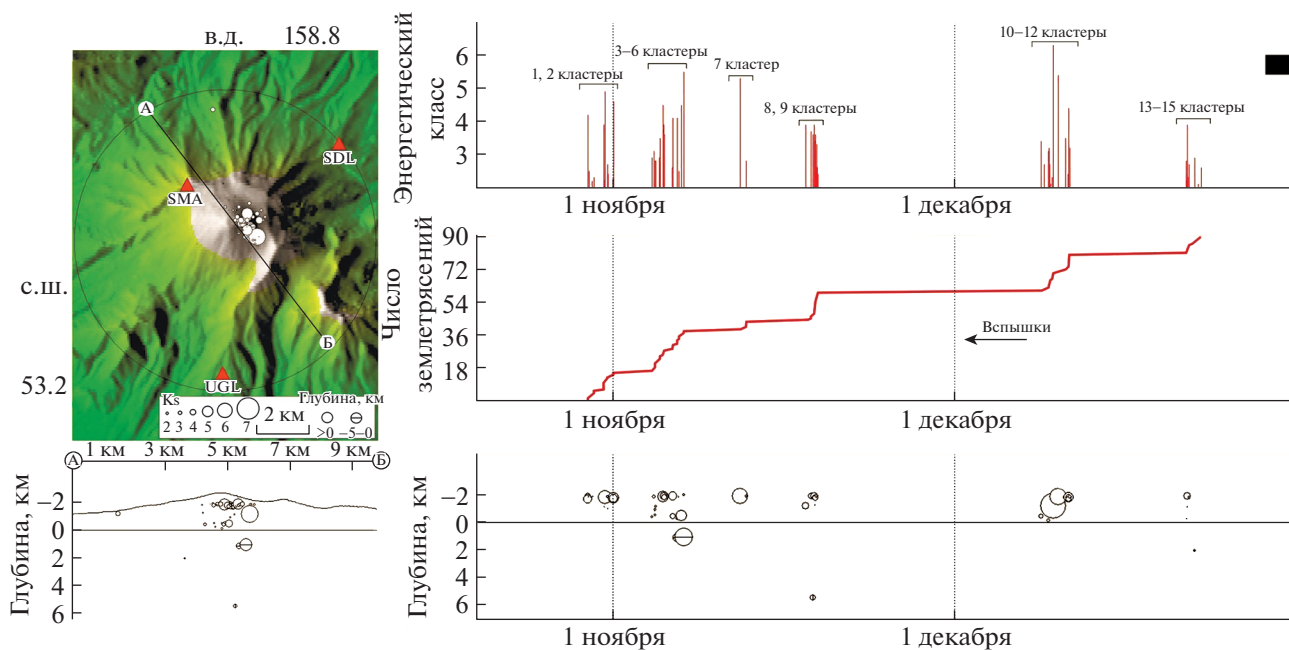 в.д. 158.8
А
SDL
SMA
с.ш.
Б
53.2
UGL
Ks
2 3 4 5 6 7
2 км
Глубина, км
>0 −5–0
1 км 3 км 5 км 7 км 9 км
А Б
Глубина, км
−2
0
2
4
6
Энергетический
класс
6
5
4
3
1, 2 кластеры
3–6 кластеры
7 кластер
8, 9 кластеры
10–12 кластеры
13–15 кластеры
1 ноября 1 декабря
Число
землетрясений
90
72
54
36
18
Вспышки
1 ноября 1 декабря
Глубина, км
−2
0
2
4
6
1 ноября 1 декабря